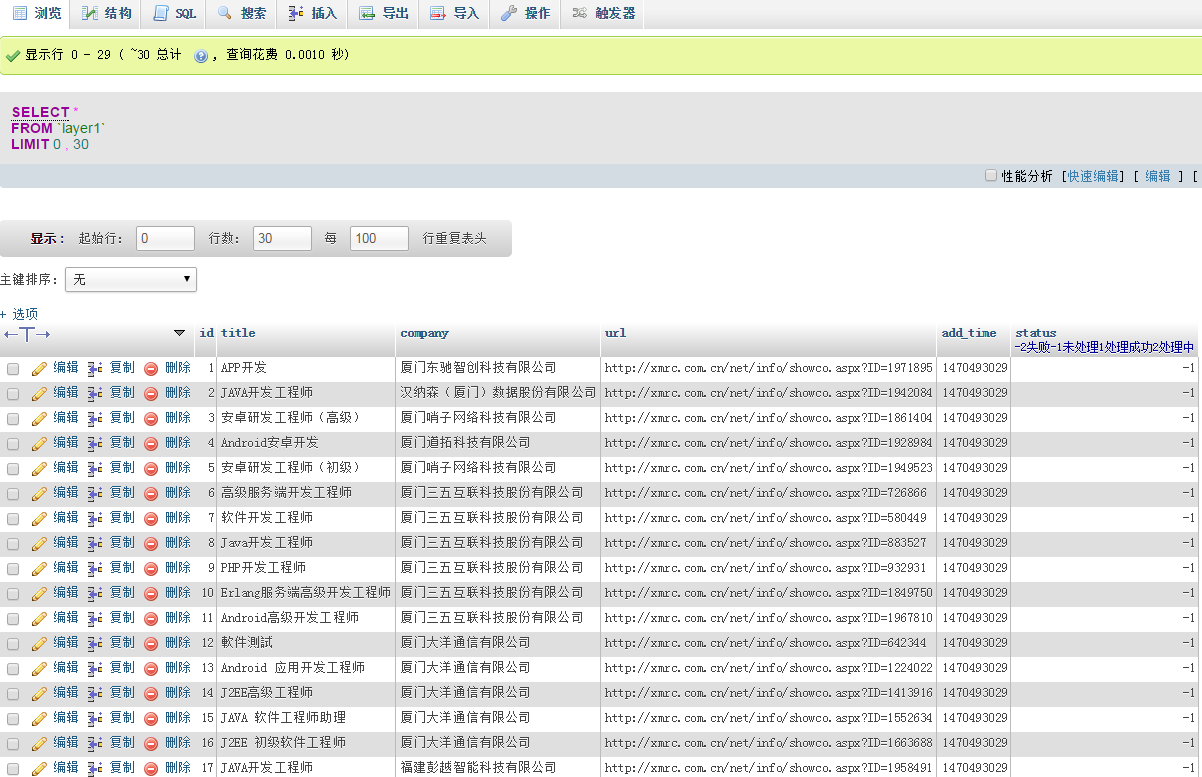 浏览 结构 SQL 搜索 插入 导出 导入 操作 触发器
显示行 0 - 29 ( ~30 总计 , 查询花费 0.0010 秒)
SELECT *
FROM `layer1`
LIMIT 0 , 30
性能分析 [快速编辑] [ 编辑 ] [
显示: 起始行: 0 行数: 30 每 100 行重复表头
主键排序: 无
+ 选项
←T→ id title company url add_time status
-2失败-1未处理1处理成功2处理中
编辑 复制 删除 1 APP开发 厦门东驰智创科技有限公司 http://xmrc.com.cn/net/info/showco.aspx?ID=1971895 1470493029 -1
编辑 复制 删除 2 JAVA开发工程师 汉纳森（厦门）数据股份有限公司 http://xmrc.com.cn/net/info/showco.aspx?ID=1942084 1470493029 -1
编辑 复制 删除 3 安卓研发工程师（高级） 厦门哨子网络科技有限公司 http://xmrc.com.cn/net/info/showco.aspx?ID=1861404 1470493029 -1
编辑 复制 删除 4 Android安卓开发 厦门道拓科技有限公司 http://xmrc.com.cn/net/info/showco.aspx?ID=1928984 1470493029 -1
编辑 复制 删除 5 安卓研发工程师（初级） 厦门哨子网络科技有限公司 http://xmrc.com.cn/net/info/showco.aspx?ID=1949523 1470493029 -1
编辑 复制 删除 6 高级服务端开发工程师 厦门三五互联科技股份有限公司 http://xmrc.com.cn/net/info/showco.aspx?ID=726866 1470493029 -1
编辑 复制 删除 7 软件开发工程师 厦门三五互联科技股份有限公司 http://xmrc.com.cn/net/info/showco.aspx?ID=580449 1470493029 -1
编辑 复制 删除 8 Java开发工程师 厦门三五互联科技股份有限公司 http://xmrc.com.cn/net/info/showco.aspx?ID=883527 1470493029 -1
编辑 复制 删除 9 PHP开发工程师 厦门三五互联科技股份有限公司 http://xmrc.com.cn/net/info/showco.aspx?ID=932931 1470493029 -1
编辑 复制 删除 10 Erlang服务端高级开发工程师 厦门三五互联科技股份有限公司 http://xmrc.com.cn/net/info/showco.aspx?ID=1849750 1470493029 -1
编辑 复制 删除 11 Android高级开发工程师 厦门三五互联科技股份有限公司 http://xmrc.com.cn/net/info/showco.aspx?ID=1967810 1470493029 -1
编辑 复制 删除 12 軟件測試 厦门大洋通信有限公司 http://xmrc.com.cn/net/info/showco.aspx?ID=642344 1470493029 -1
编辑 复制 删除 13 Android 应用开发工程师 厦门大洋通信有限公司 http://xmrc.com.cn/net/info/showco.aspx?ID=1224022 1470493029 -1
编辑 复制 删除 14 J2EE高级工程师 厦门大洋通信有限公司 http://xmrc.com.cn/net/info/showco.aspx?ID=1413916 1470493029 -1
编辑 复制 删除 15 JAVA 软件工程师助理 厦门大洋通信有限公司 http://xmrc.com.cn/net/info/showco.aspx?ID=1552634 1470493029 -1
编辑 复制 删除 16 J2EE 初级软件工程师 厦门大洋通信有限公司 http://xmrc.com.cn/net/info/showco.aspx?ID=1663688 1470493029 -1
编辑 复制 删除 17 JAVA开发工程师 福建彭越智能科技有限公司 http://xmrc.com.cn/net/info/showco.aspx?ID=1958491 1470493029 -1